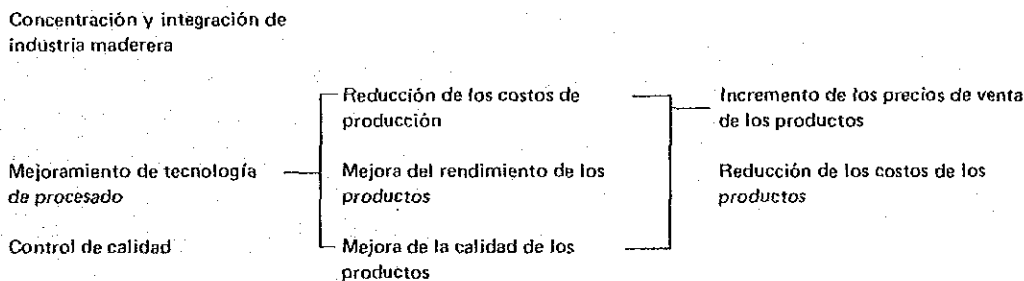 Concentración y integración de
industria maderera
Reducción de los costos de
producción
Incremento de los precios de venta
de los productos
Mejoramiento de tecnología
de procesado
Mejora del rendimiento de los
productos
Reducción de los costos de los
productos
Control de calidad
Mejora de la calidad de los
productos